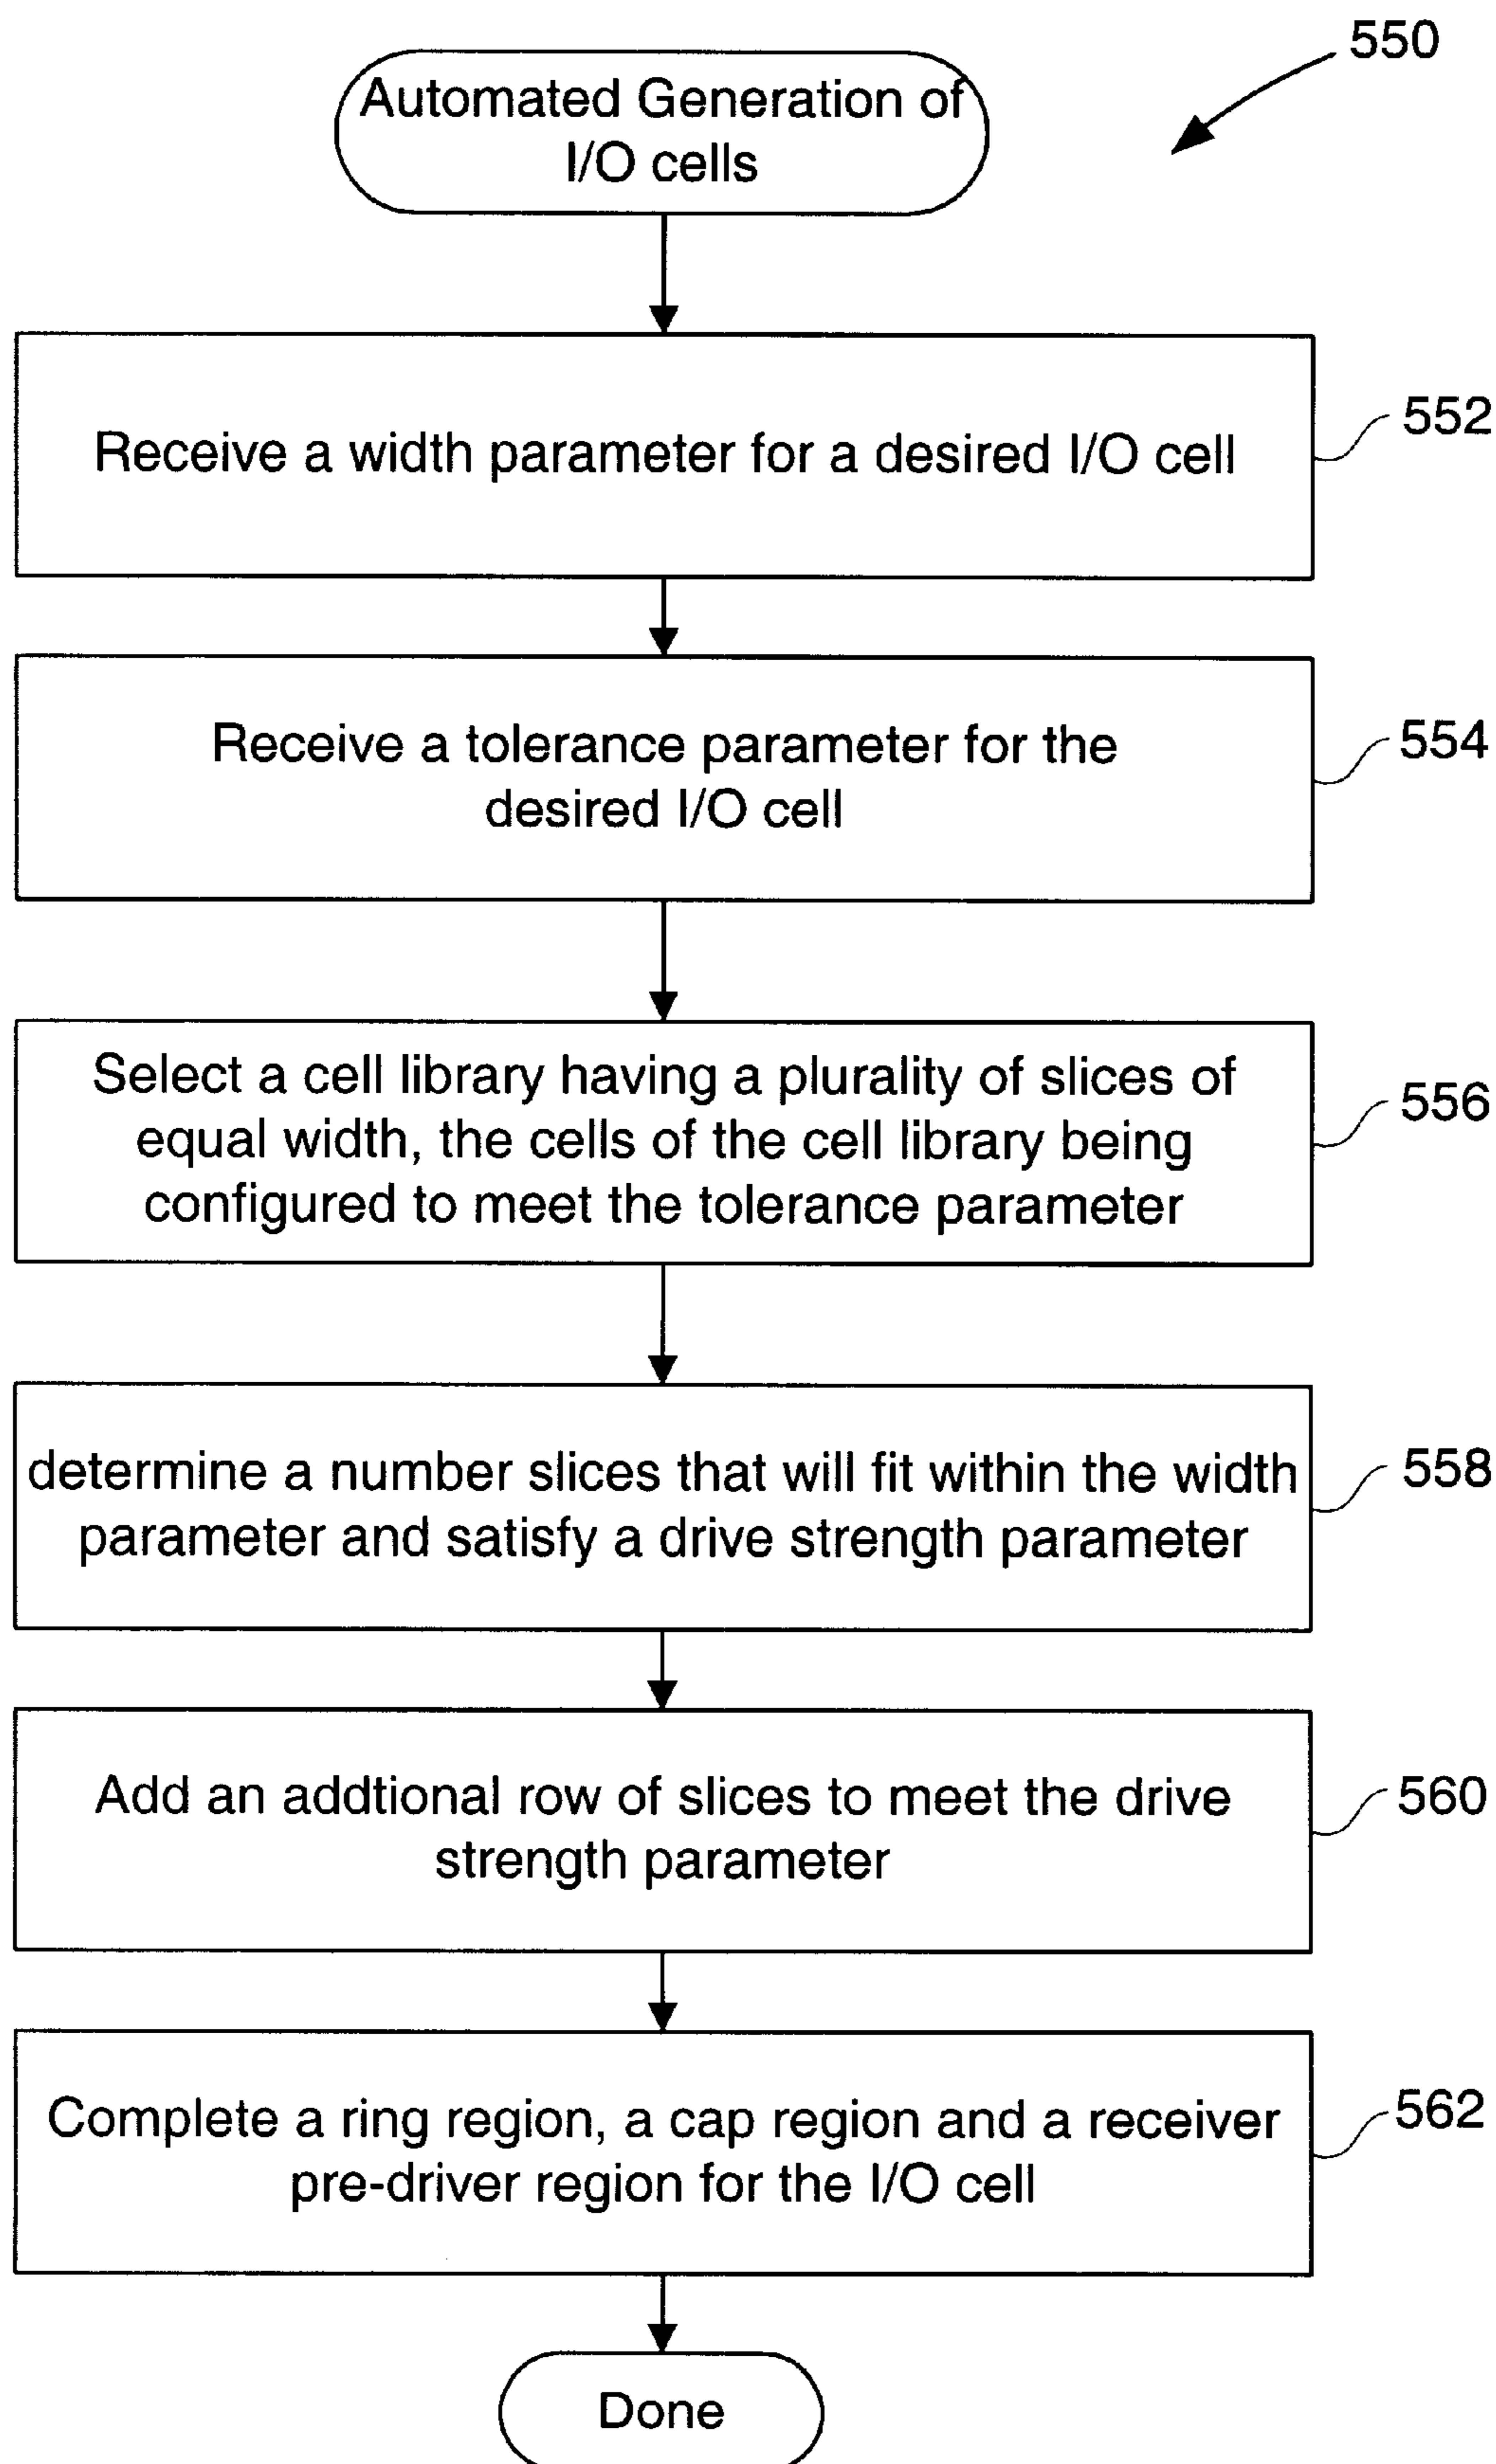 550
Automated Generation of
I/O cells
Receive a width parameter for a desired I/O cell
552
Receive a tolerance parameter for the
desired I/O cell
554
Select a cell library having a plurality of slices of
equal width, the cells of the cell library being
configured to meet the tolerance parameter
556
determine a number slices that will fit within the width
parameter and satisfy a drive strength parameter
558
Add an addtional row of slices to meet the drive
strength parameter
560
Complete a ring region, a cap region and a receiver
pre-driver region for the I/O cell
562
Done